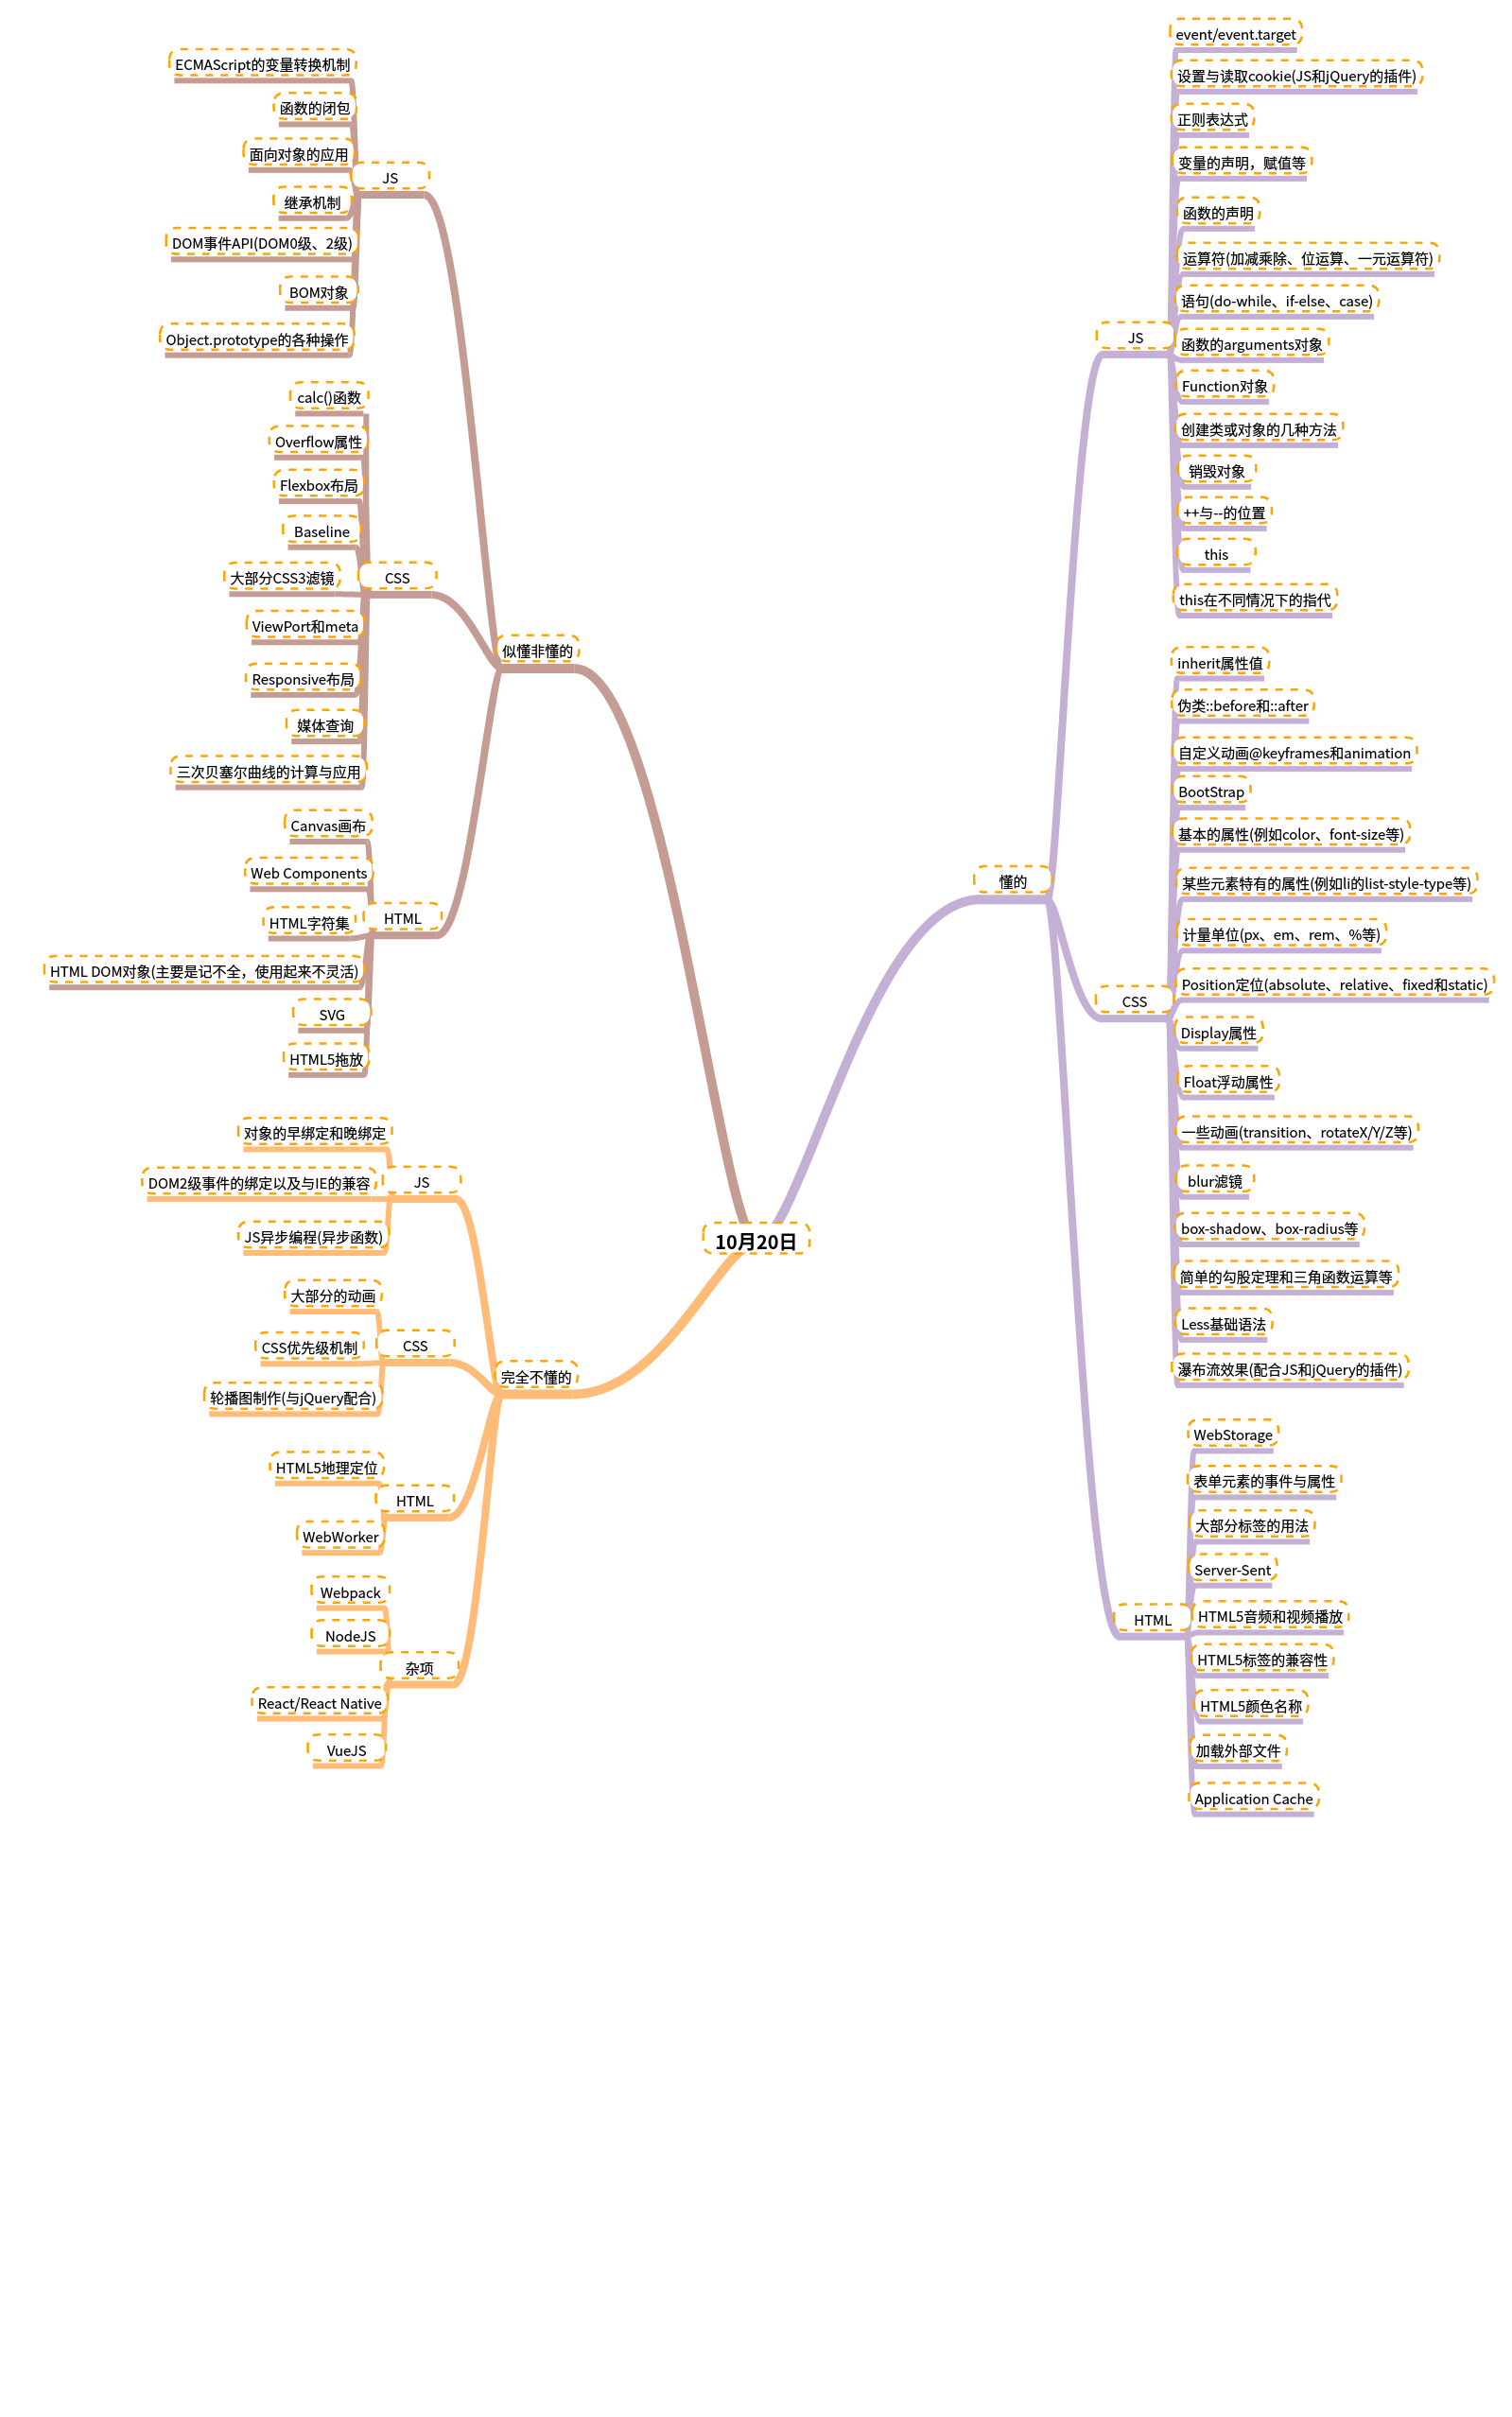 10月20日
似懂非懂的
JS
ECMAScript的变量转换机制
函数的闭包
面向对象的应用
继承机制
DOM事件API(DOM0级、2级)
BOM对象
Object.prototype的各种操作
CSS
calc()函数
Overflow属性
Flexbox布局
Baseline
大部分CSS3滤镜
ViewPort和meta
Responsive布局
媒体查询
三次贝塞尔曲线的计算与应用
HTML
Canvas画布
Web Components
HTML字符集
HTML DOM对象(主要是记不全，使用起来不灵活)
SVG
HTML5拖放
完全不懂的
JS
对象的早绑定和晚绑定
DOM2级事件的绑定以及与IE的兼容
JS异步编程(异步函数)
CSS
大部分的动画
CSS优先级机制
轮播图制作(与jQuery配合)
HTML
HTML5地理定位
WebWorker
杂项
Webpack
NodeJS
React/React Native
VueJS
懂的
JS
event/event.target
设置与读取cookie(JS和jQuery的插件)
正则表达式
变量的声明，赋值等
函数的声明
运算符(加减乘除、位运算、一元运算符)
语句(do-while、if-else、case)
函数的arguments对象
Function对象
创建类或对象的几种方法
销毁对象
++与--的位置
this
this在不同情况下的指代
CSS
inherit属性值
伪类::before和::after
自定义动画@keyframes和animation
BootStrap
基本的属性(例如color、font-size等)
某些元素特有的属性(例如li的list-style-type等)
计量单位(px、em、rem、%等)
Position定位(absolute、relative、fixed和static)
Display属性
Float浮动属性
一些动画(transition、rotateX/Y/Z等)
blur滤镜
box-shadow、box-radius等
简单的勾股定理和三角函数运算等
Less基础语法
瀑布流效果(配合JS和jQuery的插件)
HTML
WebStorage
表单元素的事件与属性
大部分标签的用法
Server-Sent
HTML5音频和视频播放
HTML5标签的兼容性
HTML5颜色名称
加载外部文件
Application Cache